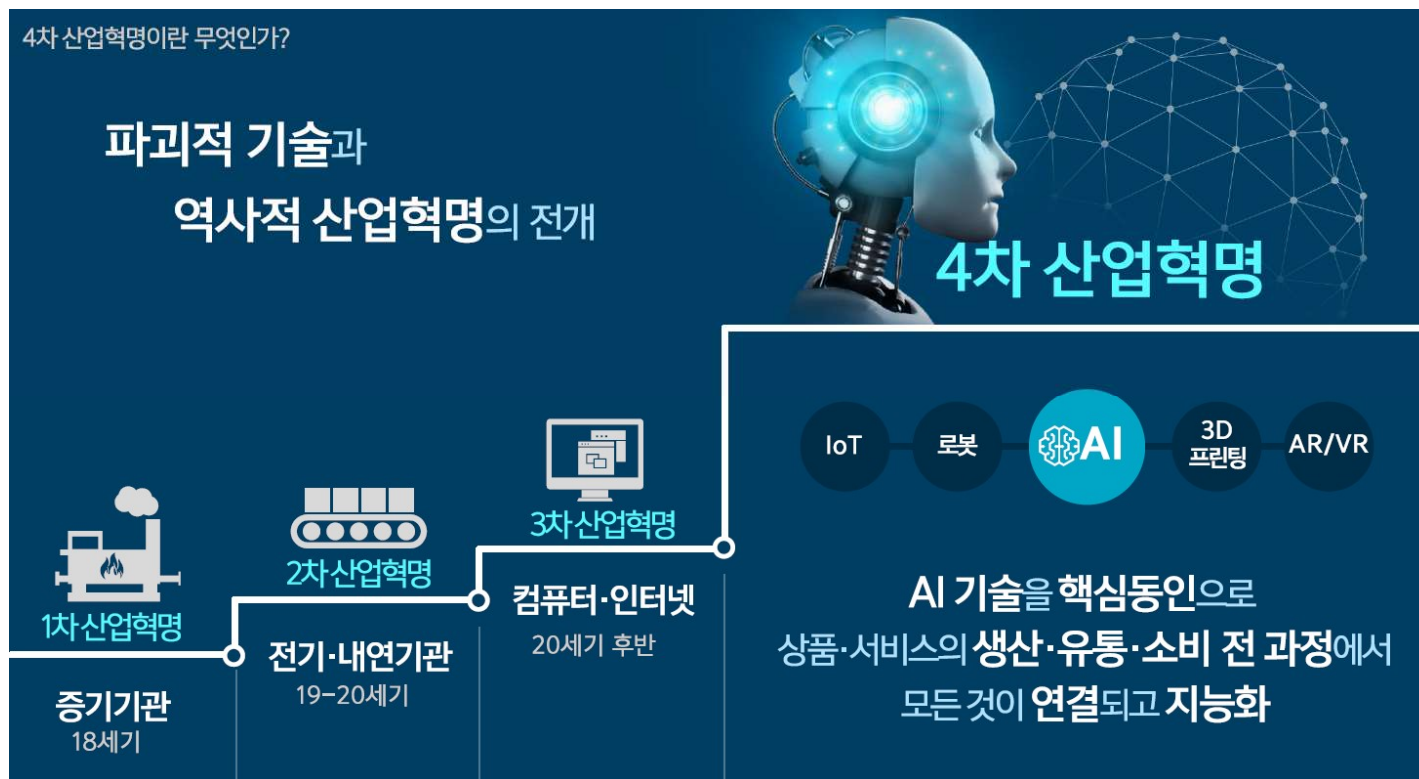 4차 산업혁명이란 무엇인가?
파괴적 기술과
역사적 산업혁명의 전개
4차 산업혁명
IoT
로봇
AI
3D
프린팅
AR/VR
1차 산업혁명
증기기관
18세기
2차 산업혁명
전기·내연기관
19-20세기
3차 산업혁명
컴퓨터·인터넷
20세기 후반
AI 기술을 핵심동인으로
상품·서비스의 생산·유통·소비 전 과정에서
모든 것이 연결되고 지능화